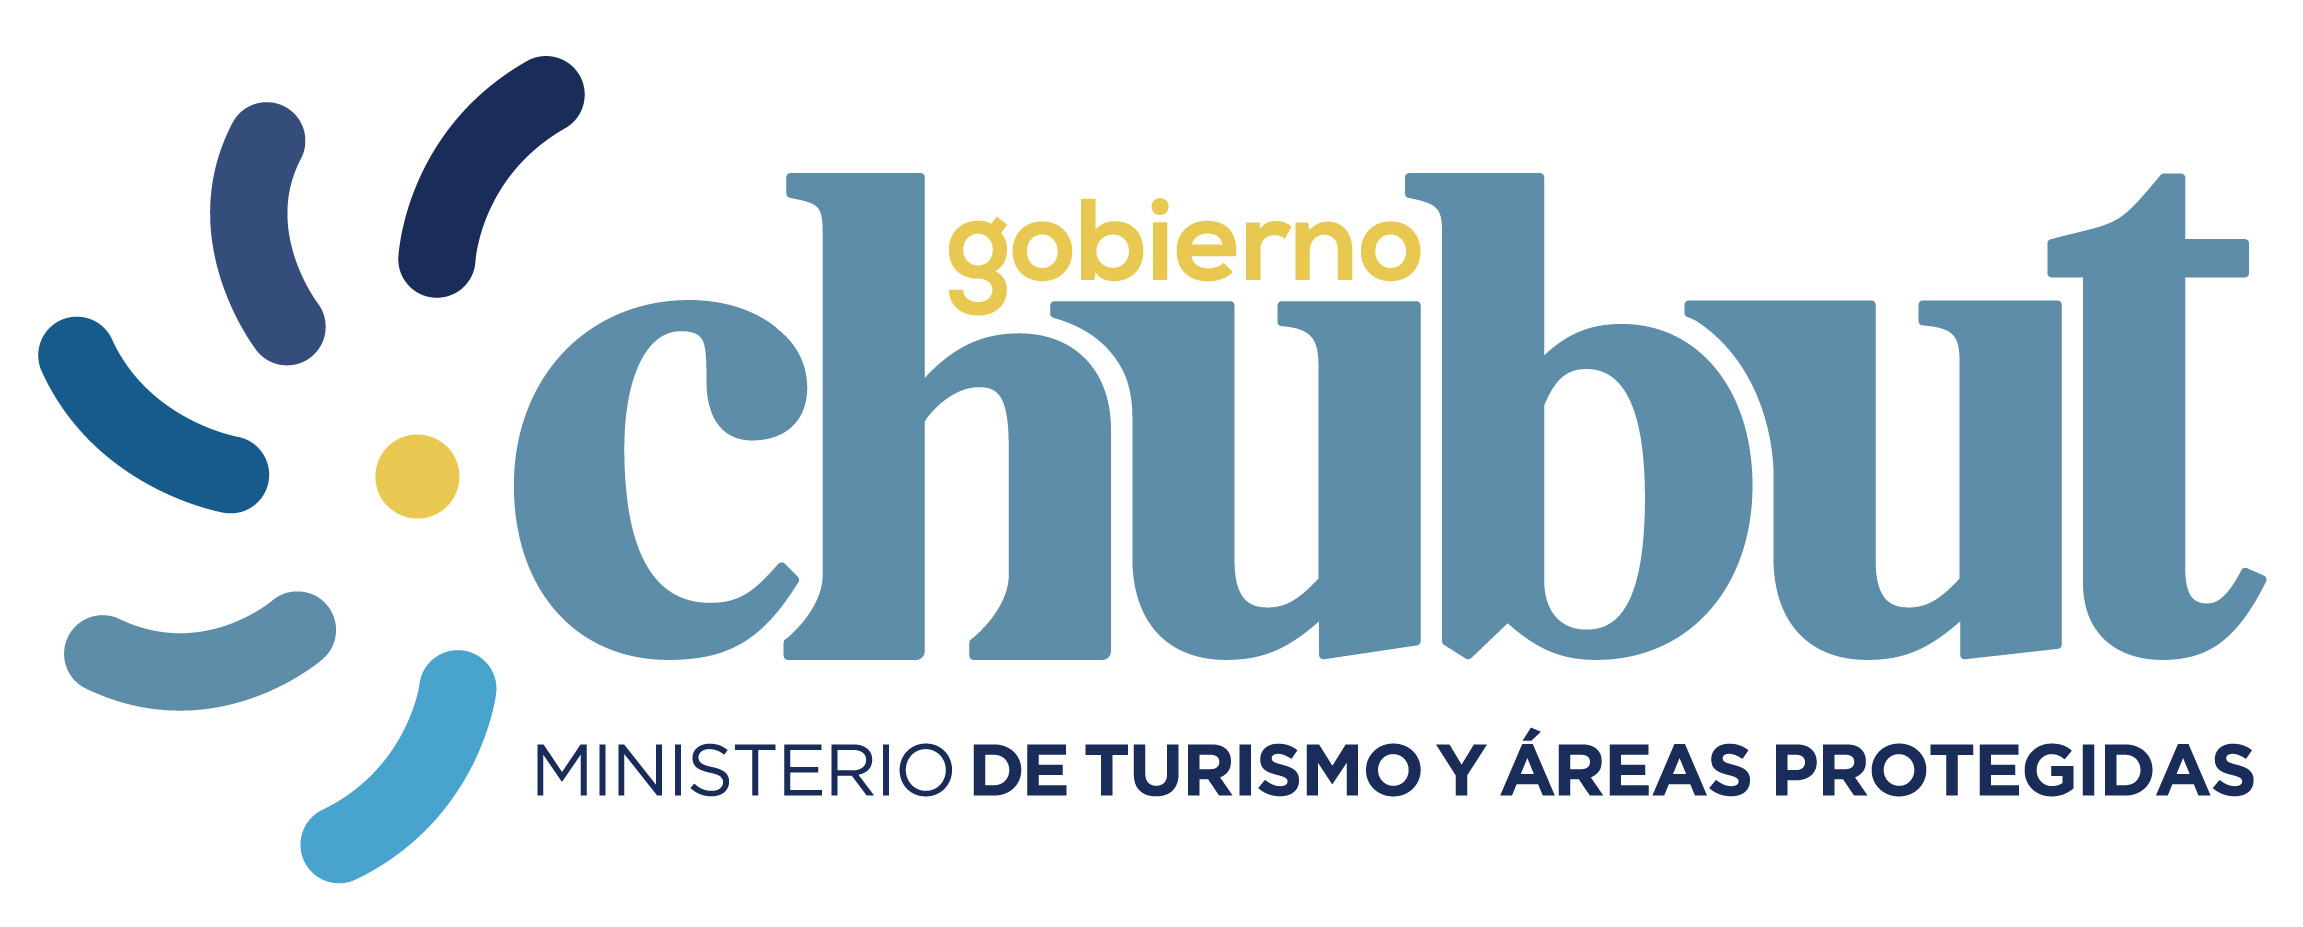 gobierno
chubut
MINISTERIO DE TURISMO Y ÁREAS PROTEGIDAS